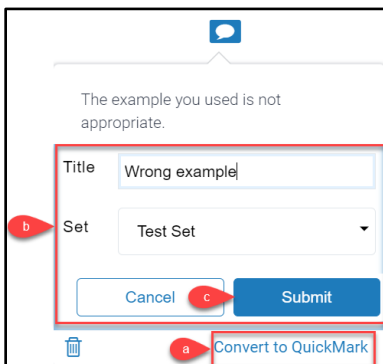 The example you used is not
appropriate.
Title Wrong example
b Set Test Set
Cancel c Submit
a Convert to QuickMark